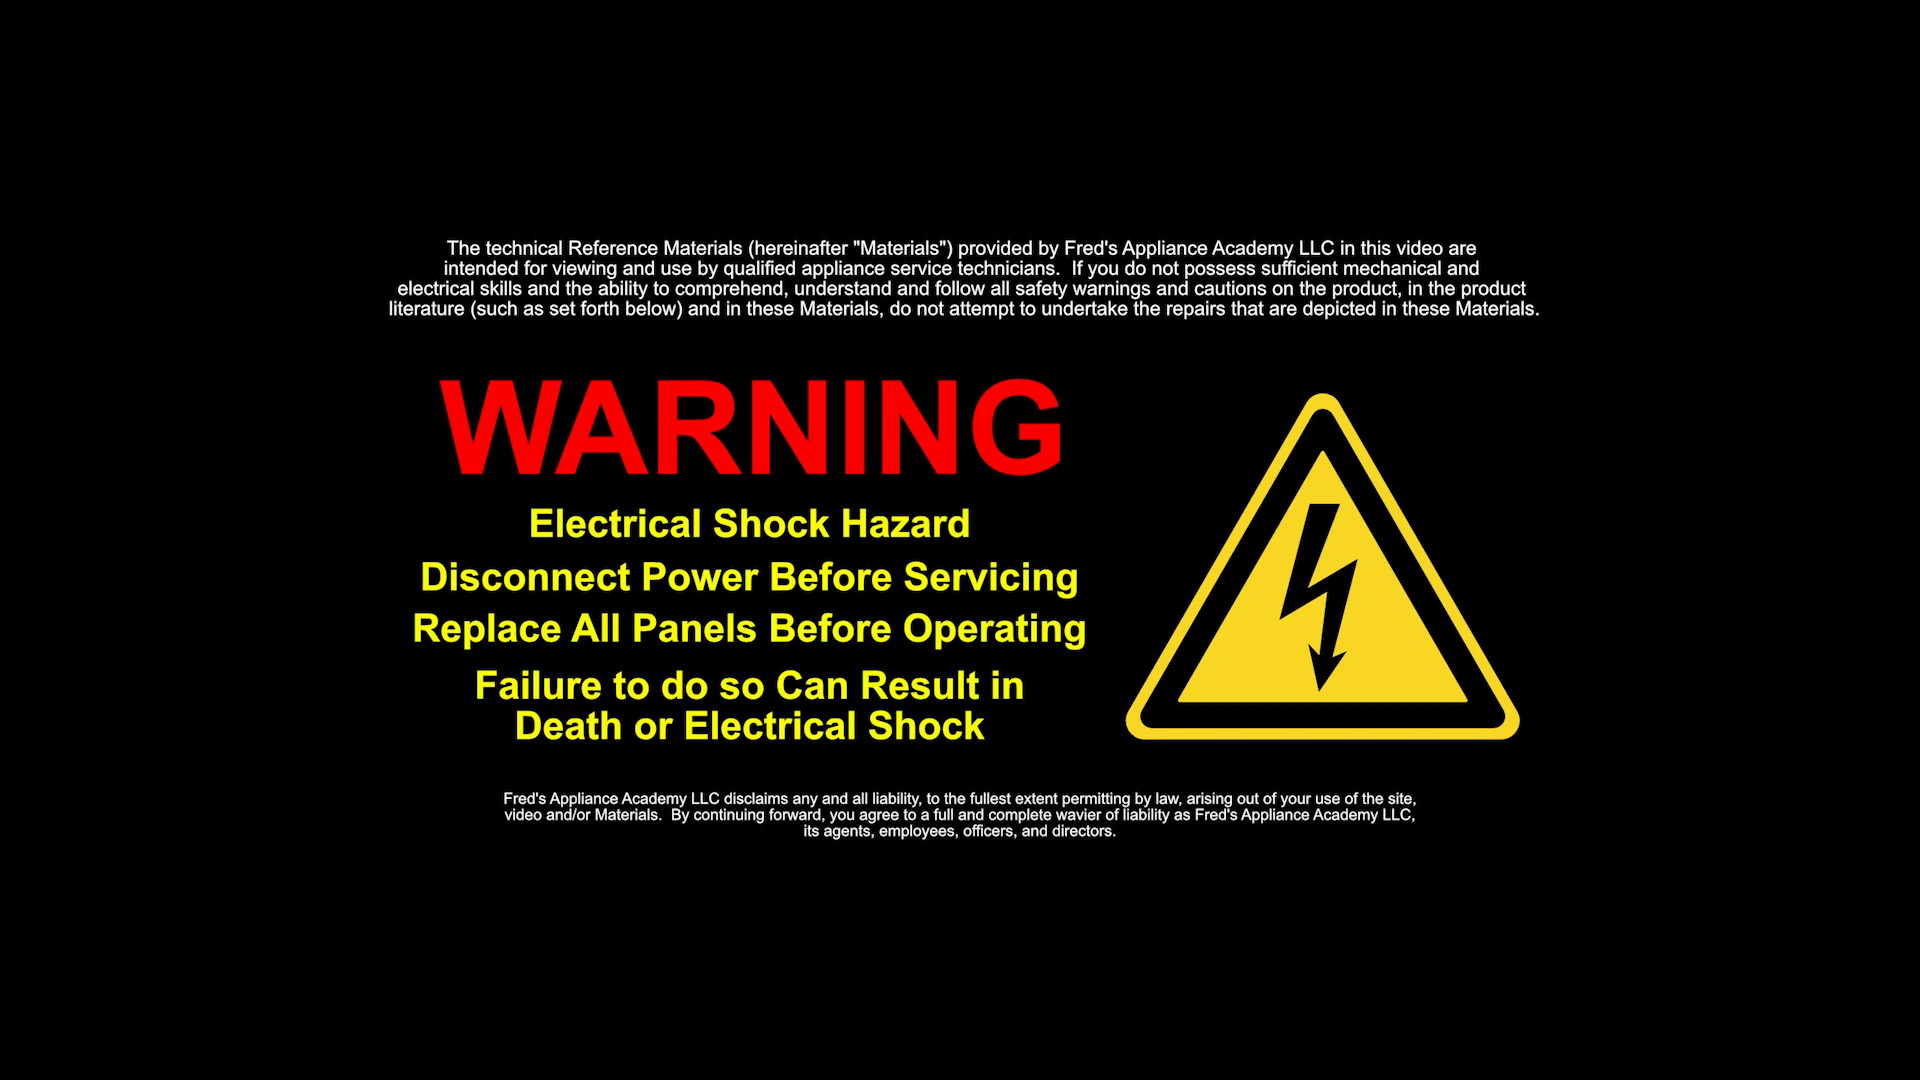 The technical Reference Materials (hereinafter "Materials") provided by Fred's Appliance Academy LLC in this video are
intended for viewing and use by qualified appliance service technicians.  If you do not possess sufficient mechanical and
electrical skills and the ability to comprehend, understand and follow all safety warnings and cautions on the product, in the product
literature (such as set forth below) and in these Materials, do not attempt to undertake the repairs that are depicted in these Materials.
WARNING
Electrical Shock Hazard
Disconnect Power Before Servicing
Replace All Panels Before Operating
Failure to do so Can Result in
Death or Electrical Shock
Fred's Appliance Academy LLC disclaims any and all liability, to the fullest extent permitting by law, arising out of your use of the site,
video and/or Materials.  By continuing forward, you agree to a full and complete wavier of liability as Fred's Appliance Academy LLC,
its agents, employees, officers, and directors.